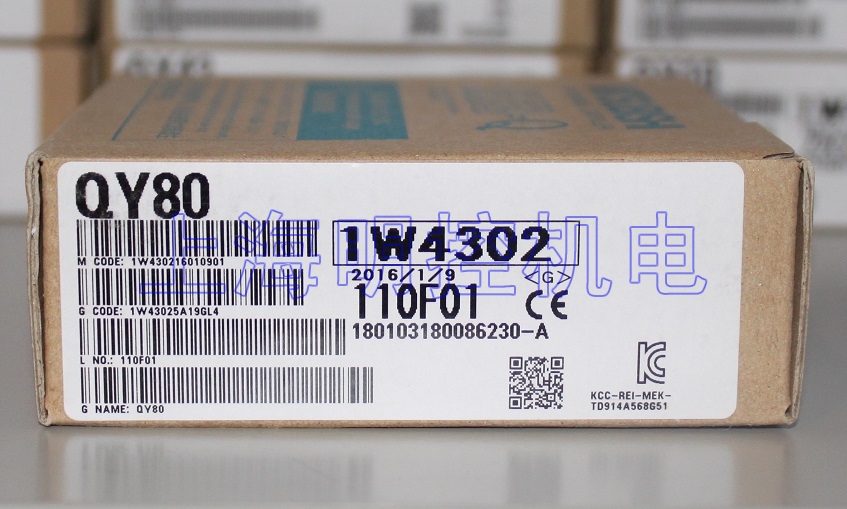 QY80
1W4302
上海明控机电
M CODE: 1W430216010901
2016/1/9 <G>
110F01 CE
G CODE: 1W43025A19GL4
180103180086230-A
L NO.: 110F01
KCC-REI-MEK-
TD914A568G51
G NAME: QY80